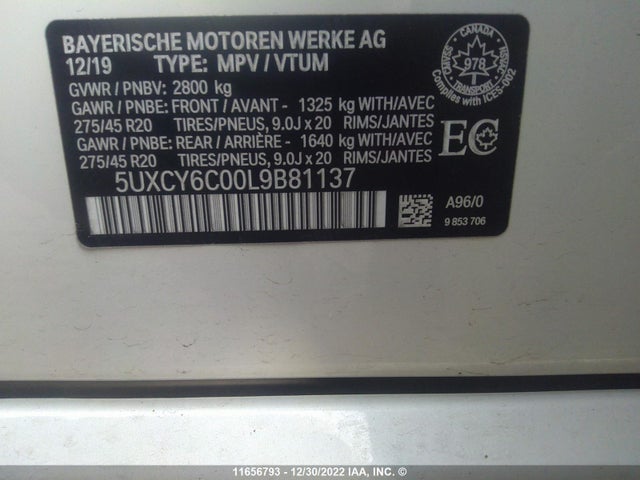 BAYERISCHE MOTOREN WERKE AG
12/19 TYPE: MPV / VTUM
GVWR / PNBV: 2800 kg
GAWR / PNBE: FRONT / AVANT - 1325 kg WITH/AVEC
275/45 R20 TIRES/PNEUS, 9.0J x 20 RIMS/JANTES
GAWR / PNBE: REAR / ARRIÈRE - 1640 kg WITH/AVEC
275/45 R20 TIRES/PNEUS, 9.0J x 20 RIMS/JANTES
5UXCY6C00L9B81137
CANADA
978
TRANSPORT
Complies with ICES-002
EC
A96/0
9 853 706
11656793 - 12/30/2022 IAA, INC. ©